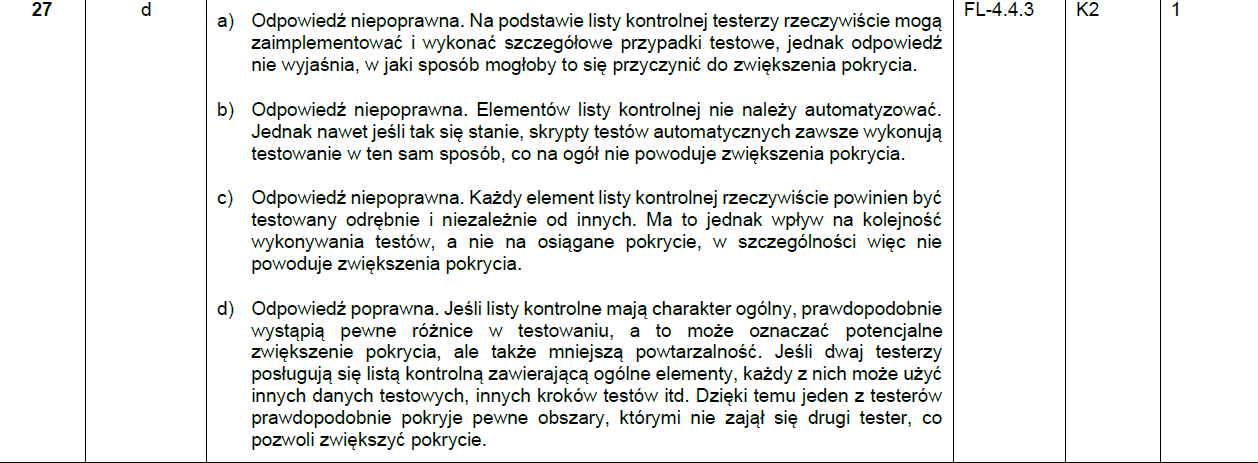 27 d a) Odpowiedź niepoprawna. Na podstawie listy kontrolnej testerzy rzeczywiście mogą FL-4.4.3 K2 1
zaimplementować i wykonać szczegółowe przypadki testowe, jednak odpowiedź
nie wyjaśnia, w jaki sposób mogłoby to się przyczynić do zwiększenia pokrycia.
b) Odpowiedź niepoprawna. Elementów listy kontrolnej nie należy automatyzować.
Jednak nawet jeśli tak się stanie, skrypty testów automatycznych zawsze wykonują
testowanie w ten sam sposób, co na ogół nie powoduje zwiększenia pokrycia.
c) Odpowiedź niepoprawna. Każdy element listy kontrolnej rzeczywiście powinien być
testowany odrębnie i niezależnie od innych. Ma to jednak wpływ na kolejność
wykonywania testów, a nie na osiągane pokrycie, w szczególności więc nie
powoduje zwiększenia pokrycia.
d) Odpowiedź poprawna. Jeśli listy kontrolne mają charakter ogólny, prawdopodobnie
wystąpią pewne różnice w testowaniu, a to może oznaczać potencjalne
zwiększenie pokrycia, ale także mniejszą powtarzalność. Jeśli dwaj testerzy
posługują się listą kontrolną zawierającą ogólne elementy, każdy z nich może użyć
innych danych testowych, innych kroków testów itd. Dzięki temu jeden z testerów
prawdopodobnie pokryje pewne obszary, którymi nie zajął się drugi tester, co
pozwoli zwiększyć pokrycie.